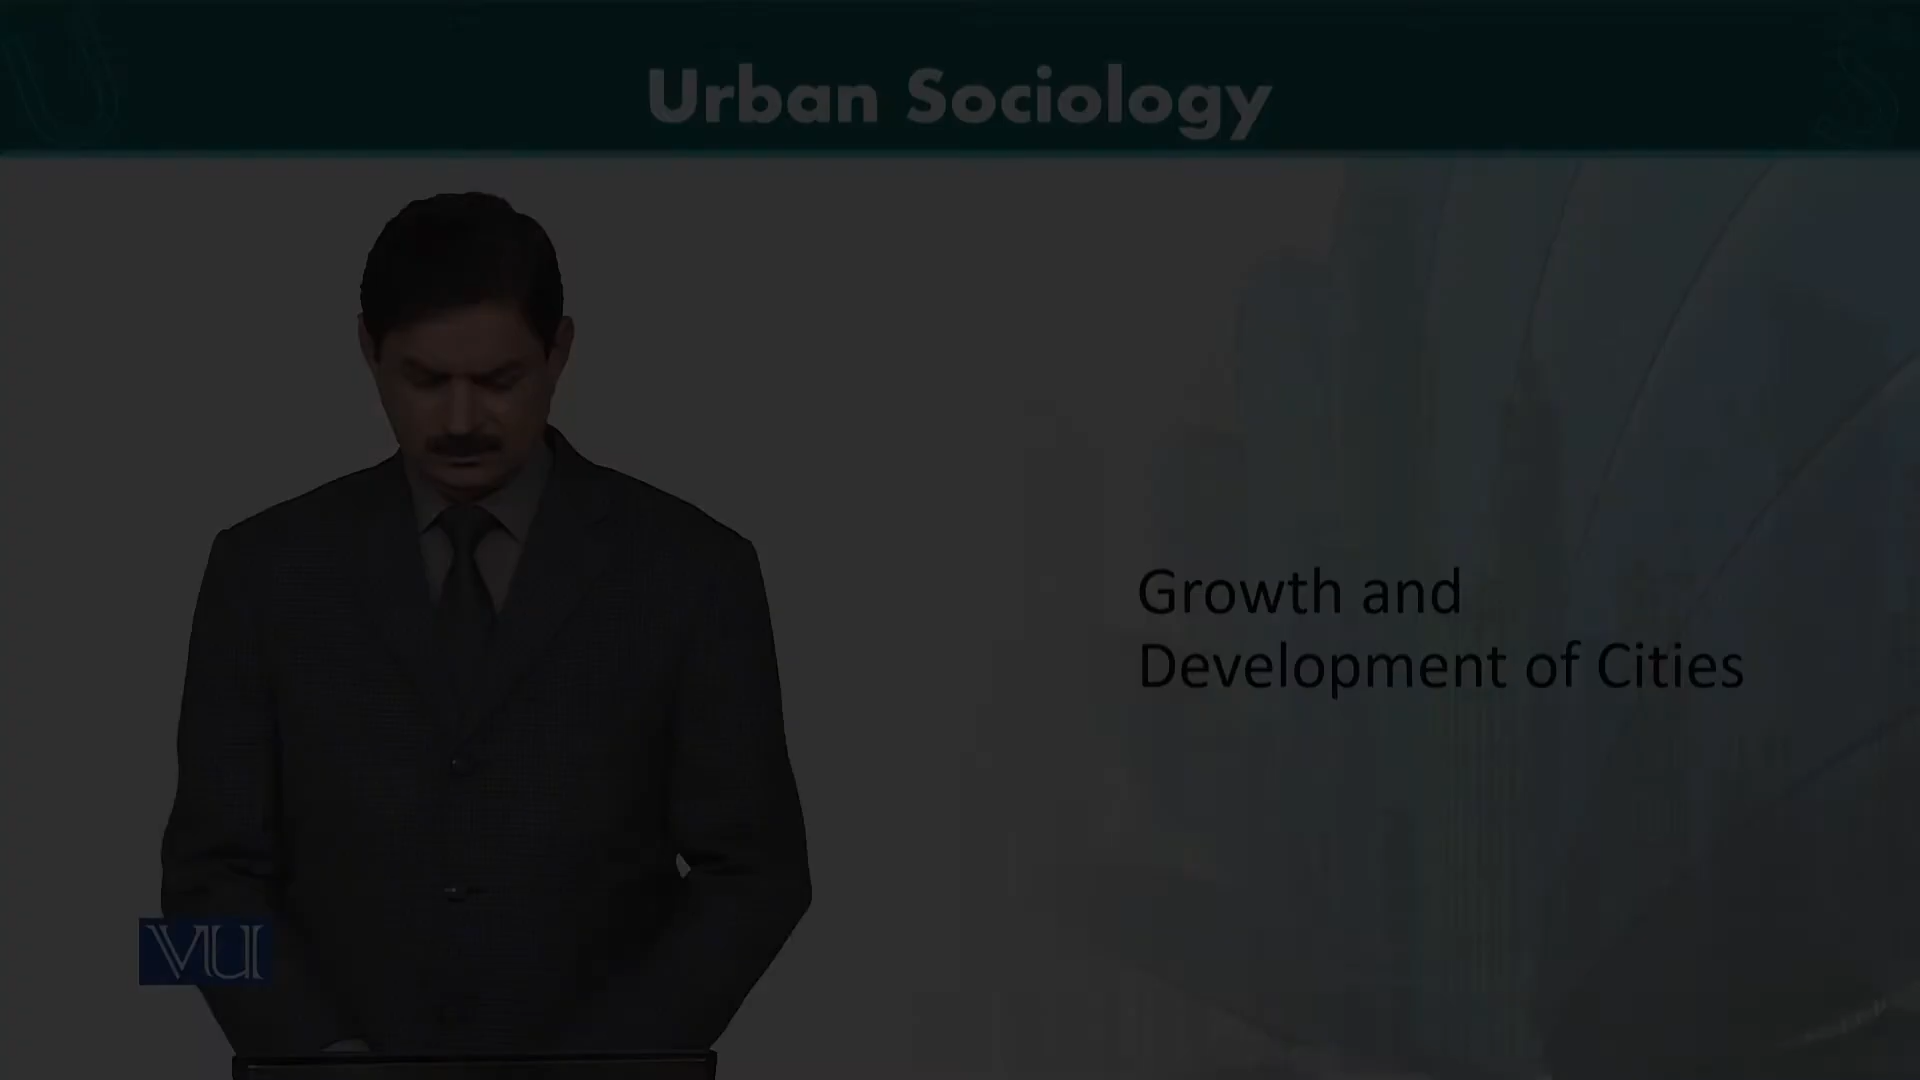 Urban Sociology
Growth and
Development of Cities
VU